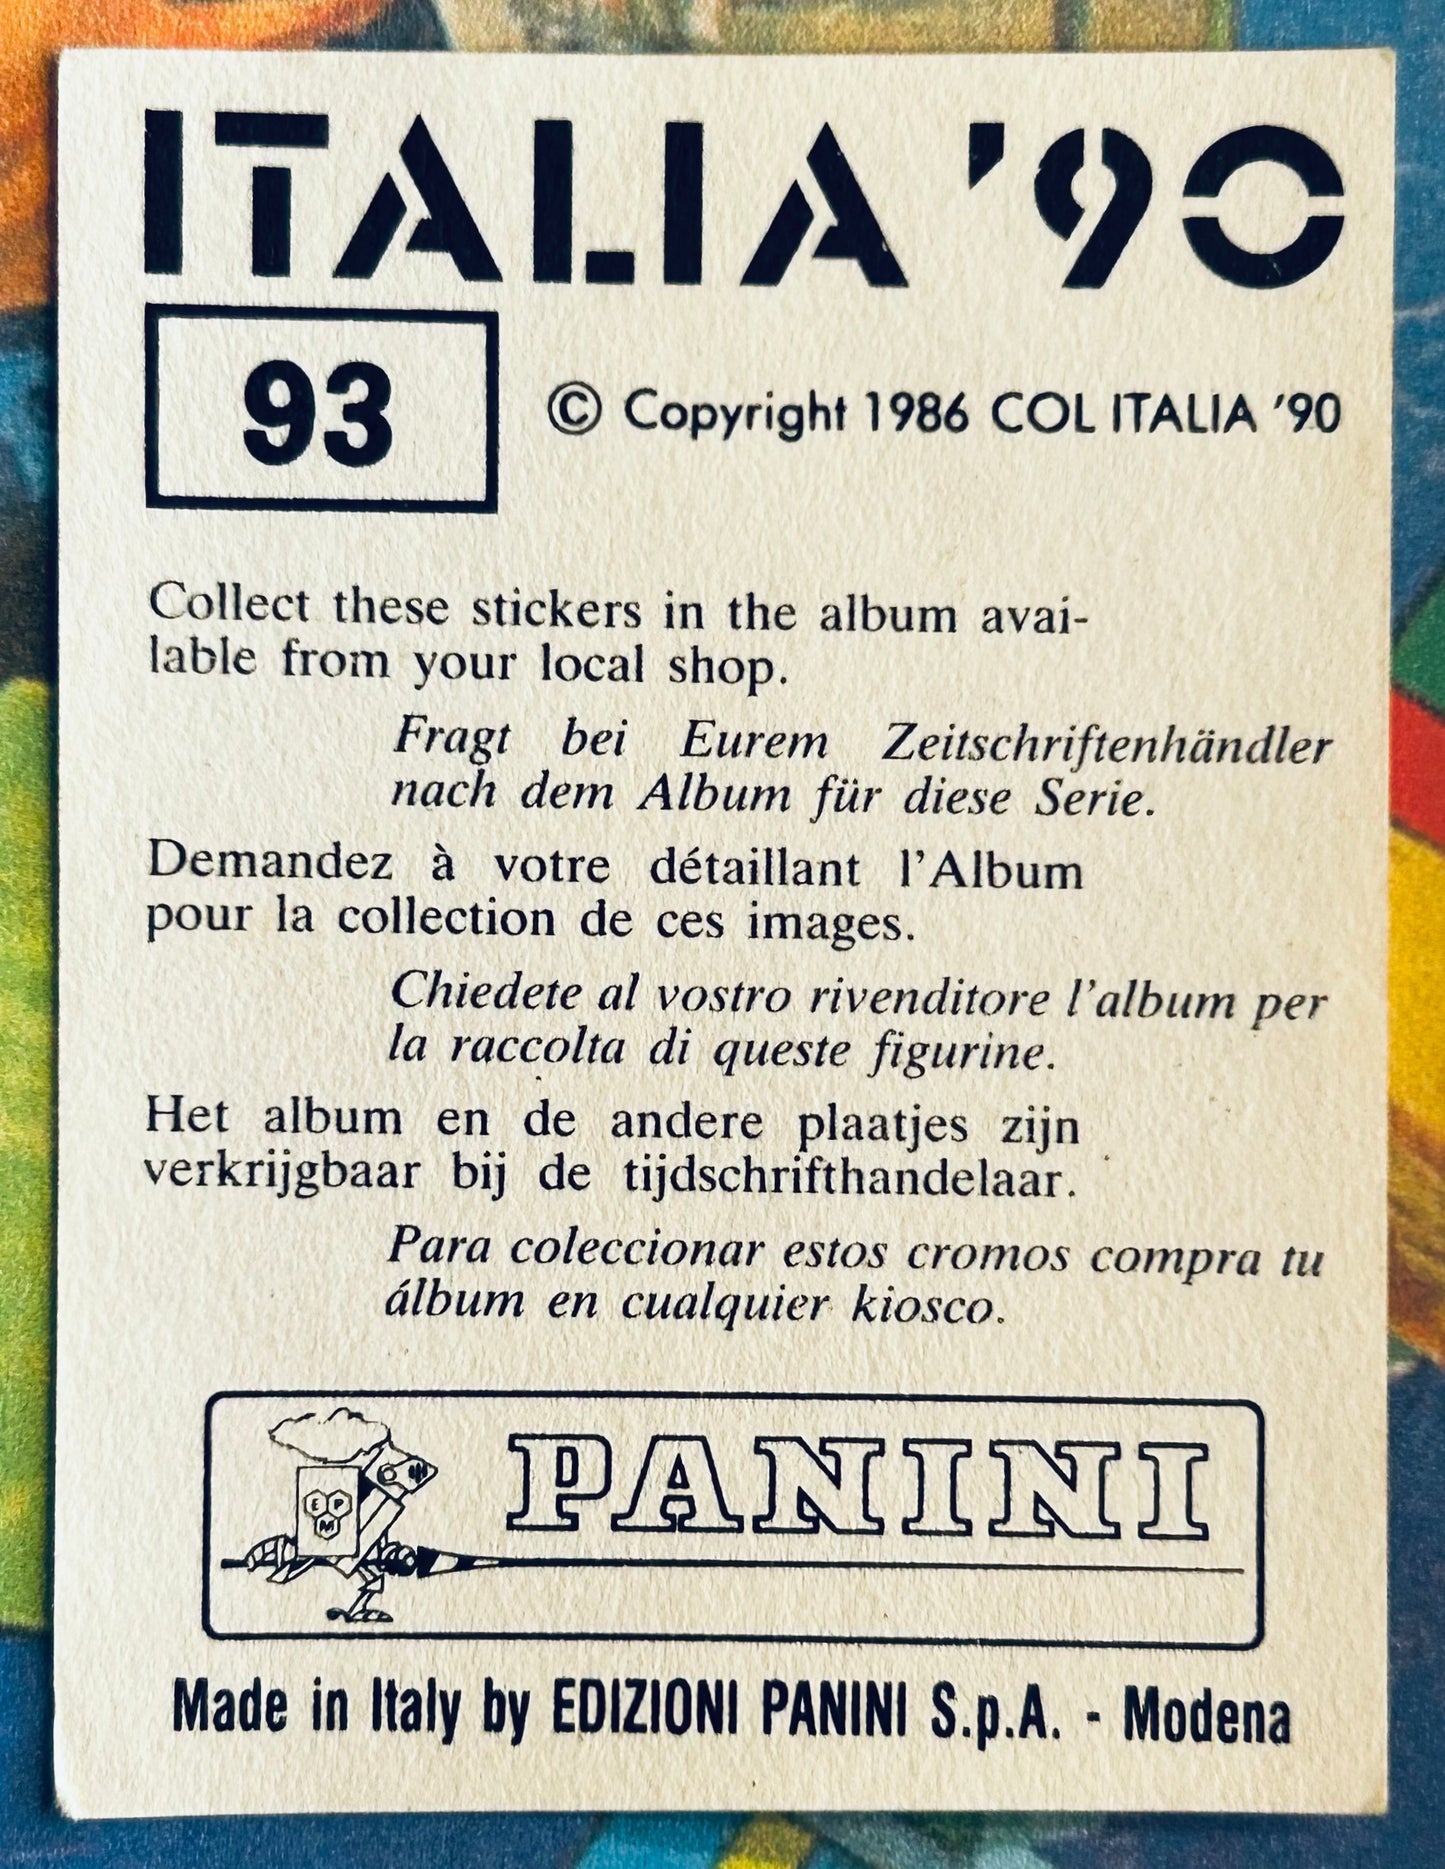 ITALIA '90
93
© Copyright 1986 COL ITALIA '90
Collect these stickers in the album avai-
lable from your local shop.
Fragt bei Eurem Zeitschriftenhändler
nach dem Album für diese Serie.
Demandez à votre détaillant l'Album
pour la collection de ces images.
Chiedete al vostro rivenditore l'album per
la raccolta di queste figurine.
Het album en de andere plaatjes zijn
verkrijgbaar bij de tijdschrifthandelaar.
Para coleccionar estos cromos compra tu
álbum en cualquier kiosco.
E P
M
PANINI
Made in Italy by EDIZIONI PANINI S.p.A. - Modena